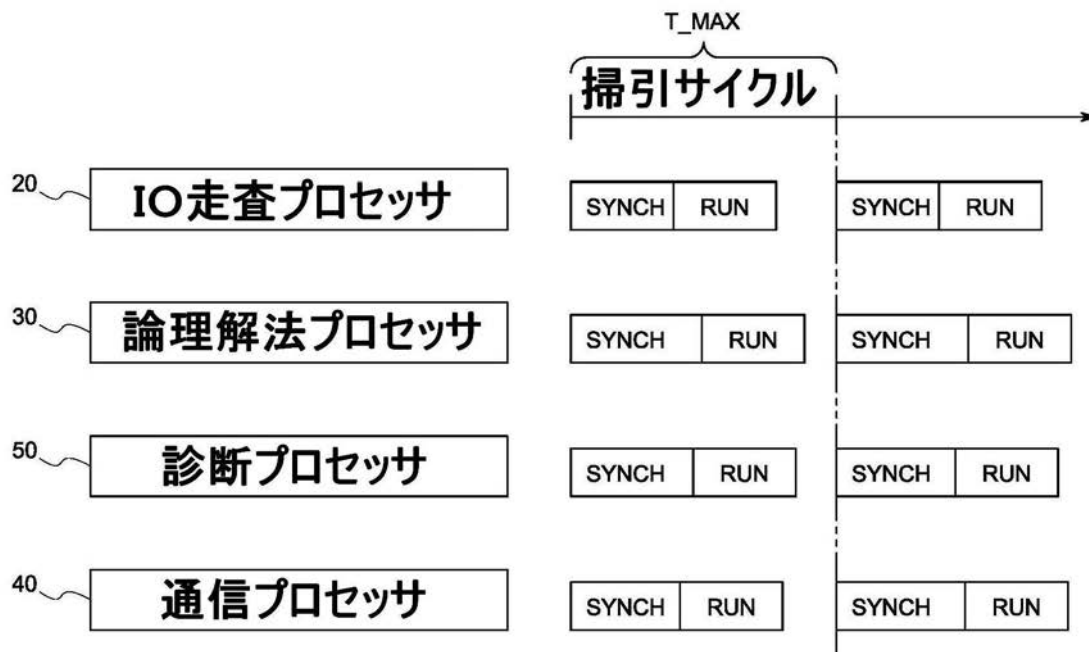 T_MAX
掃引サイクル
20 IO走査プロセッサ SYNCH RUN SYNCH RUN
30 論理解法プロセッサ SYNCH RUN SYNCH RUN
50 診断プロセッサ SYNCH RUN SYNCH RUN
40 通信プロセッサ SYNCH RUN SYNCH RUN